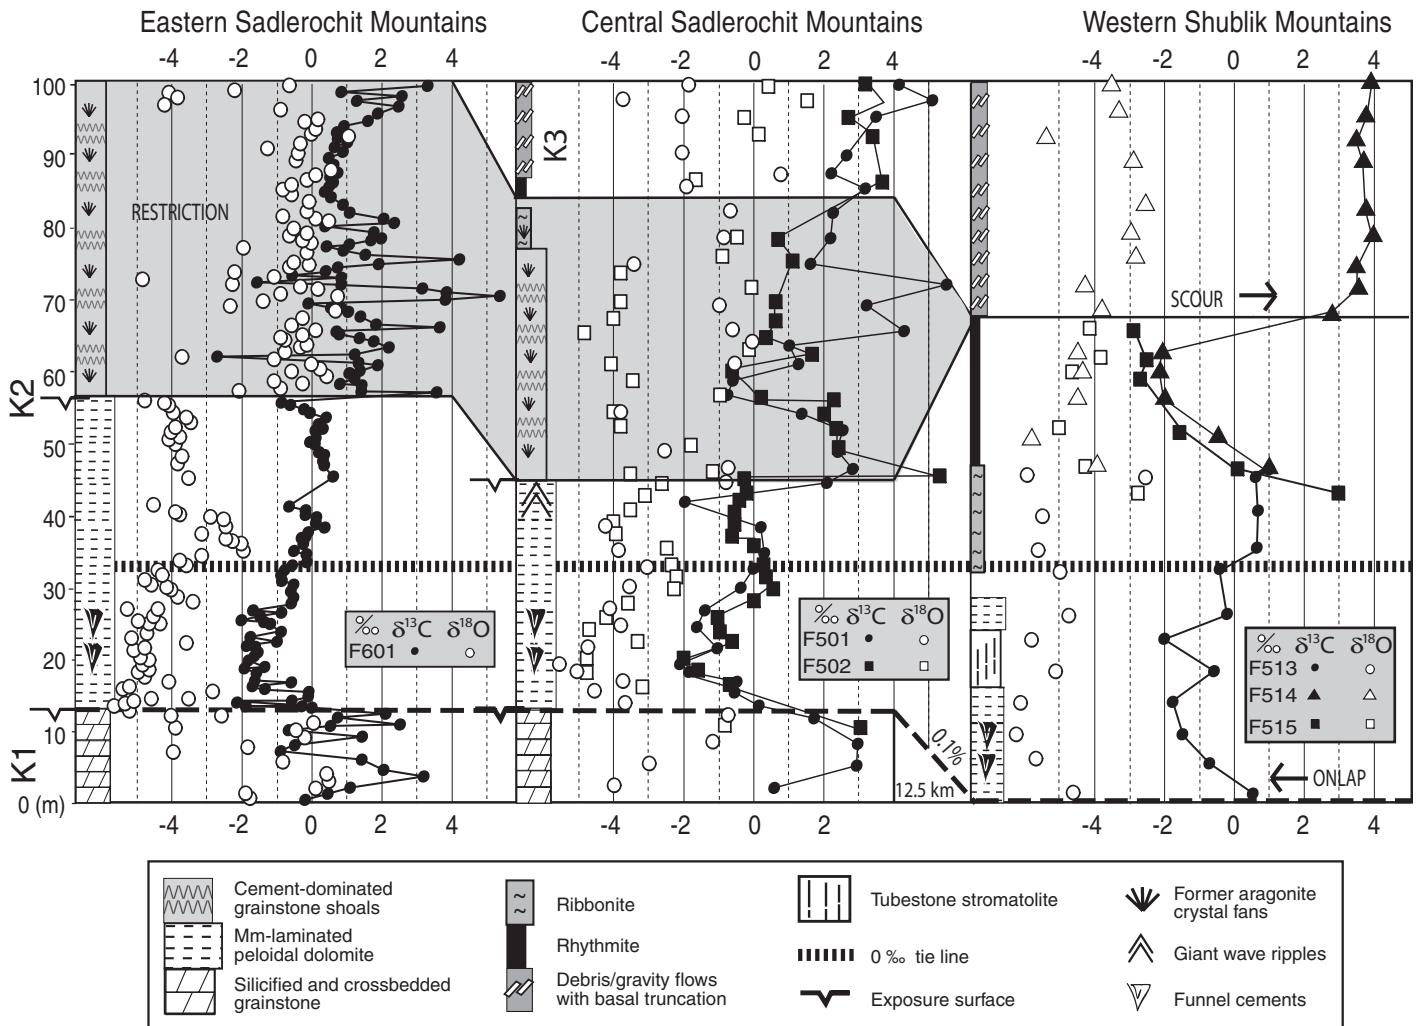 Eastern Sadlerochit Mountains
Central Sadlerochit Mountains
Western Shublik Mountains
-4 -2 0 2 4
-4 -2 0 2
-4 -2 0 2 4
100
90
80
70
60
50
40
30
20
10
0 (m)
K1
K2
K3
RESTRICTION
SCOUR
ONLAP
0.1%
12.5 km
‰ δ13C δ18O
F601
‰ δ13C δ18O
F501
F502
‰ δ13C δ18O
F513
F514
F515
-4 -2 0 2 4
-4 -2 0 2
-4 -2 0 2 4
Cement-dominated
grainstone shoals
Mm-laminated
peloidal dolomite
Silicified and crossbedded
grainstone
Ribbonite
Rhythmite
Debris/gravity flows
with basal truncation
Tubestone stromatolite
0 ‰ tie line
Exposure surface
Former aragonite
crystal fans
Giant wave ripples
Funnel cements